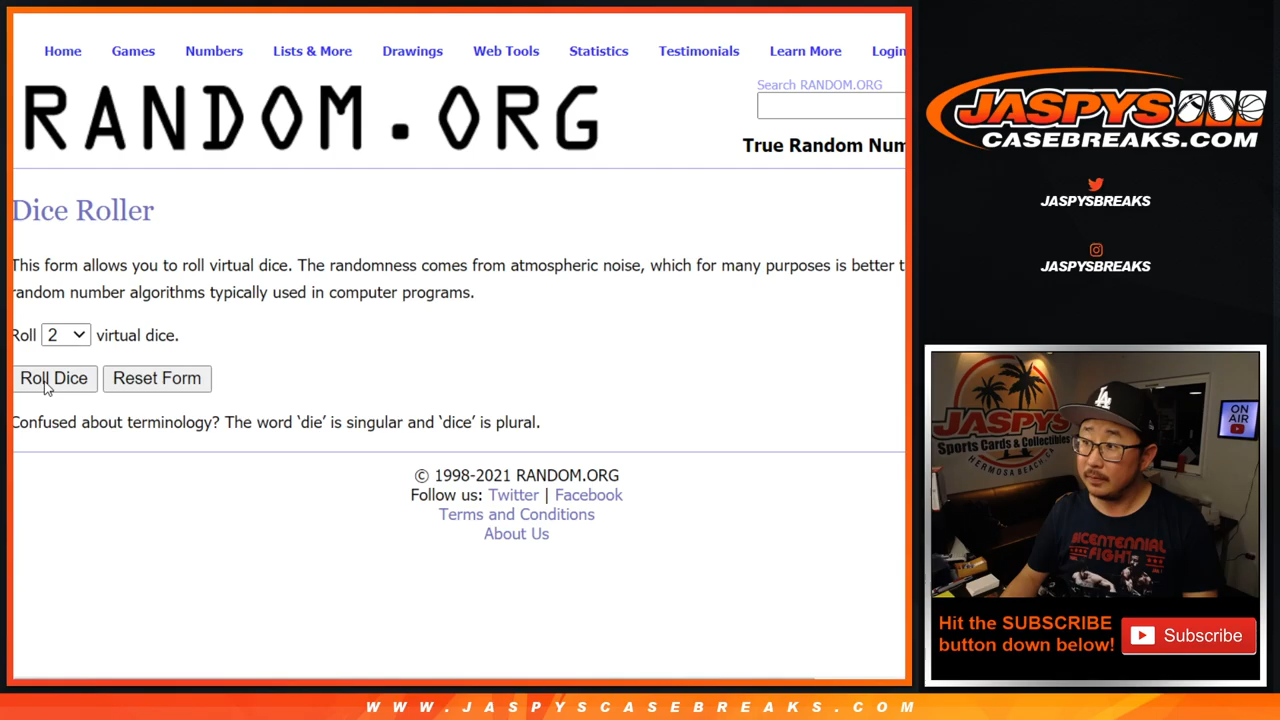 Home Games Numbers Lists & More Drawings Web Tools Statistics Testimonials Learn More Login
RANDOM.ORG
Search RANDOM.ORG
True Random Num
Dice Roller
This form allows you to roll virtual dice. The randomness comes from atmospheric noise, which for many purposes is better t
random number algorithms typically used in computer programs.
Roll 2 virtual dice.
Roll Dice Reset Form
Confused about terminology? The word ‘die’ is singular and ‘dice’ is plural.
© 1998-2021 RANDOM.ORG
Follow us: Twitter | Facebook
Terms and Conditions
About Us
JASPYS
CASEBREAKS.COM
JASPYSBREAKS
JASPYSBREAKS
JASPYS
Sports Cards & Collectibles
HERMOSA BEACH, CA
LA
ON
AIR
BICENTENNIAL
FIGHT
Hit the SUBSCRIBE
button down below!
Subscribe
WWW.JASPYSCASEBREAKS.COM